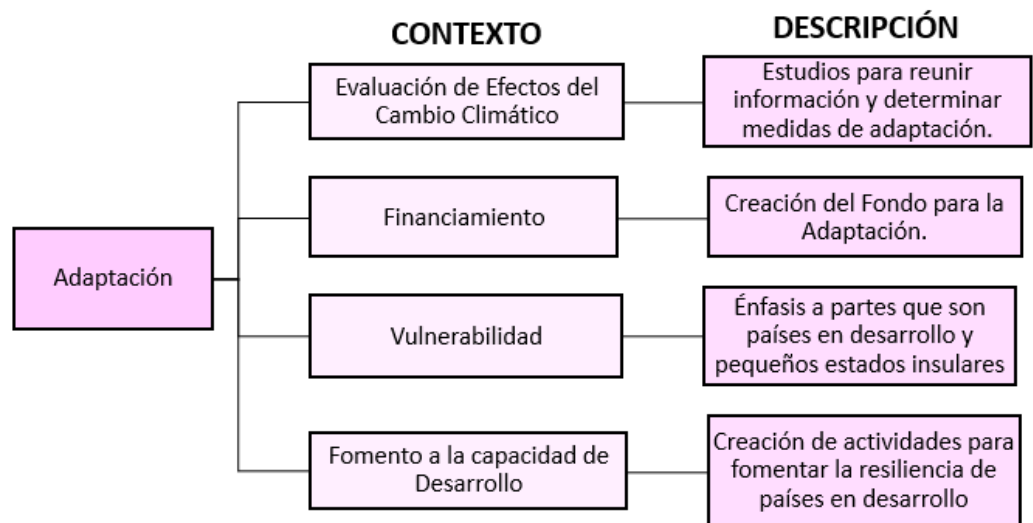 CONTEXTO
DESCRIPCIÓN
Adaptación
Evaluación de Efectos del
Cambio Climático
Estudios para reunir
información y determinar
medidas de adaptación.
Financiamiento
Creación del Fondo para la
Adaptación.
Vulnerabilidad
Énfasis a partes que son
países en desarrollo y
pequeños estados insulares
Fomento a la capacidad de
Desarrollo
Creación de actividades para
fomentar la resiliencia de
países en desarrollo